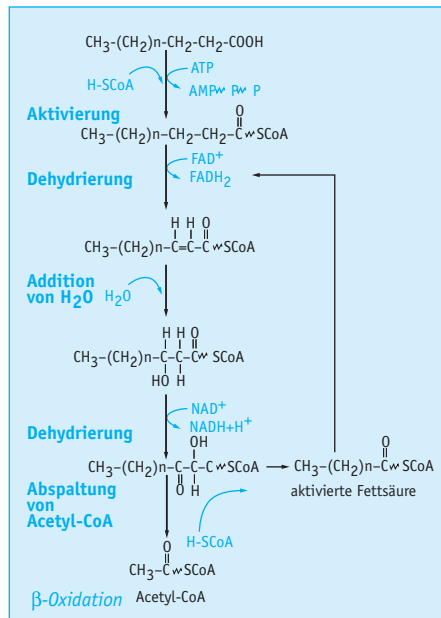 CH₃-(CH₂)n-CH₂-CH₂-COOH
H-SCoA
ATP
AMP~ P~ P
Aktivierung
O
CH₃-(CH₂)n-CH₂-CH₂-C~SCoA
FAD⁺
FADH₂
Dehydrierung
H H O
CH₃-(CH₂)n-C=C-C~SCoA
Addition
von H₂O H₂O
H H O
CH₃-(CH₂)n-C-C-C~ SCoA
HO H
NAD⁺
NADH+H⁺
Dehydrierung
OH
O
CH₃-(CH₂)n-C-C-C~SCoA
CH₃-(CH₂)n-C~SCoA
O H
aktivierte Fettsäure
Abspaltung
von
Acetyl-CoA
H-SCoA
O
CH₃-C~SCoA
β-Oxidation Acetyl-CoA